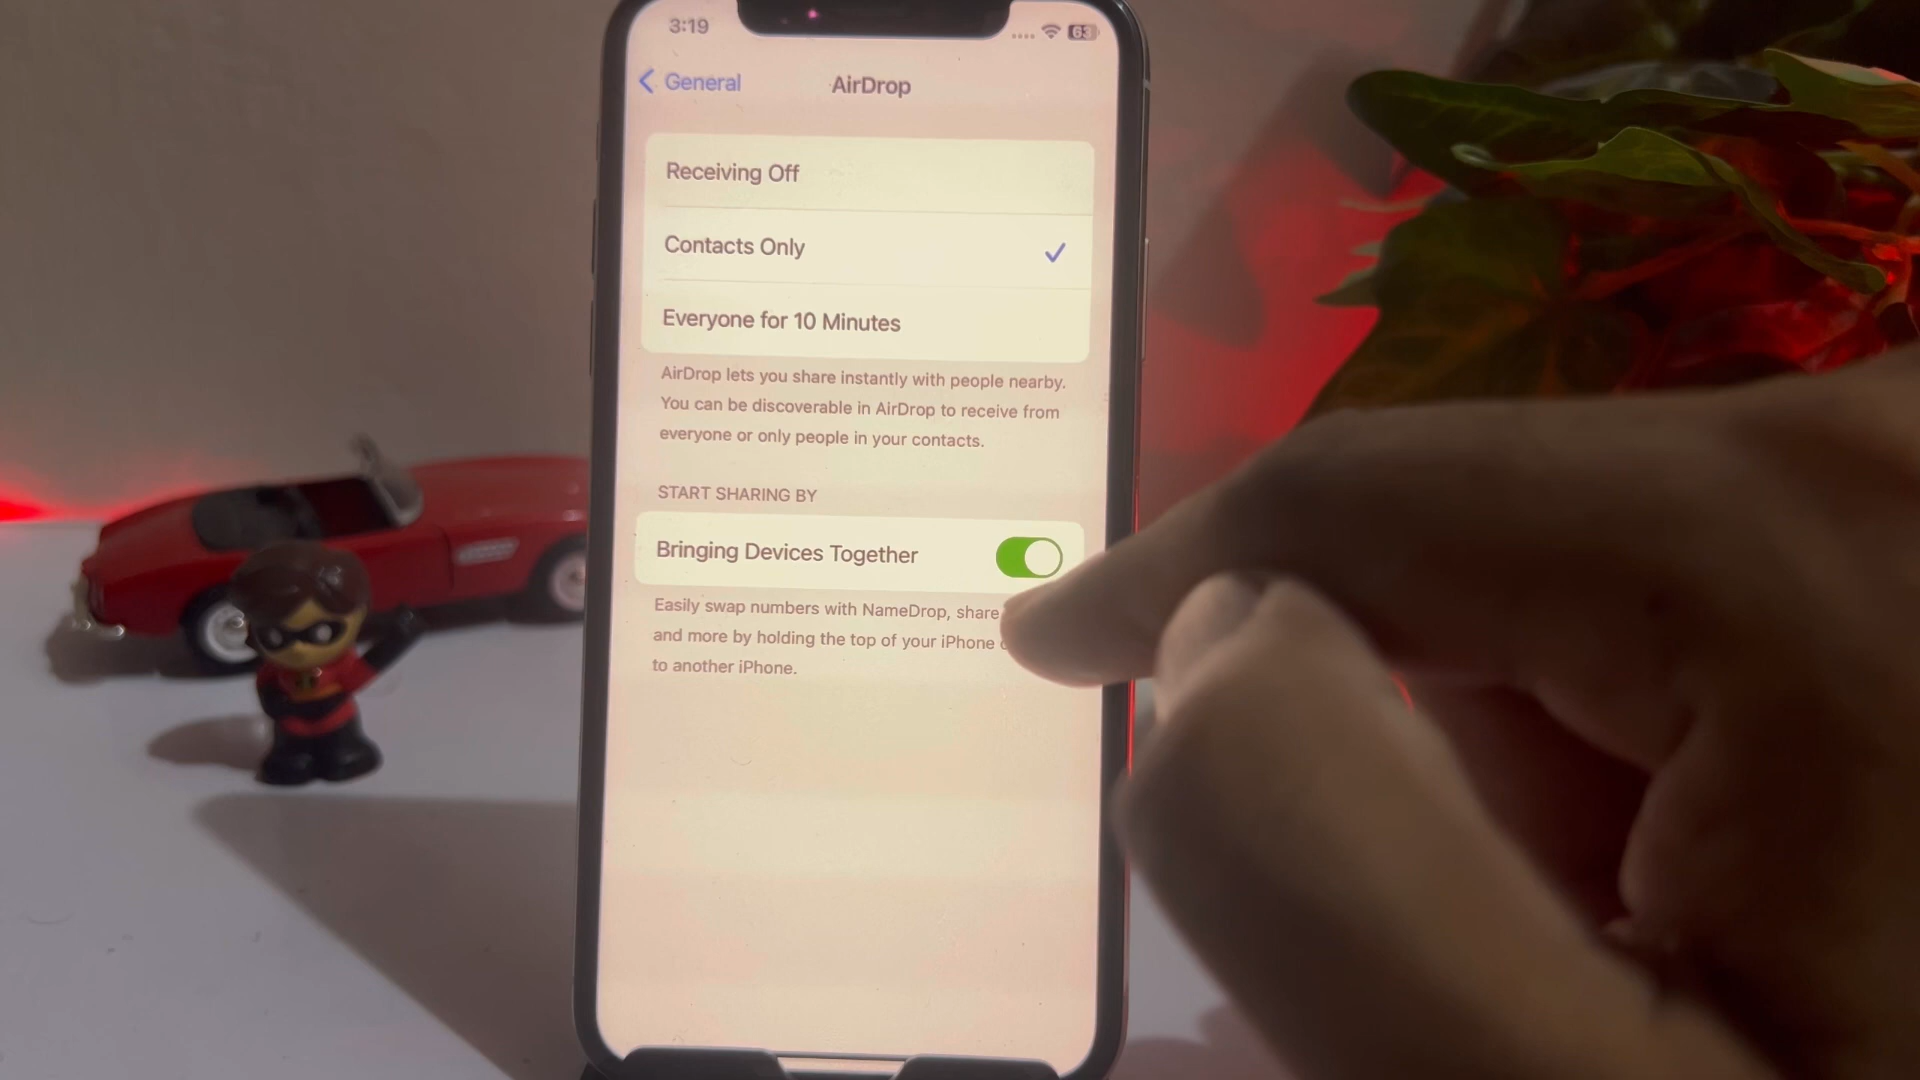 3:19
63
General
AirDrop
Receiving Off
Contacts Only
Everyone for 10 Minutes
AirDrop lets you share instantly with people nearby.
You can be discoverable in AirDrop to receive from
everyone or only people in your contacts.
START SHARING BY
Bringing Devices Together
Easily swap numbers with NameDrop, share
and more by holding the top of your iPhone
to another iPhone.